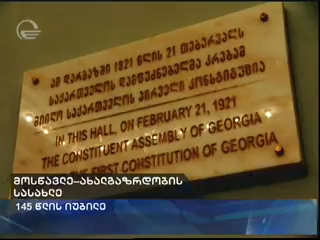 ამ დარბაზში 1921 წლის 21 თებერვალს
საქართველოს დამფუძნებელმა კრებამ
მიიღო საქართველოს პირველი კონსტიტუცია
IN THIS HALL, ON FEBRUARY 21, 1921
THE CONSTITUENT ASSEMBLY OF GEORGIA
THE FIRST CONSTITUTION OF GEORGIA
მოსწავლე-ახალგაზრდობის
სასახლე
145 წლის იუბილე